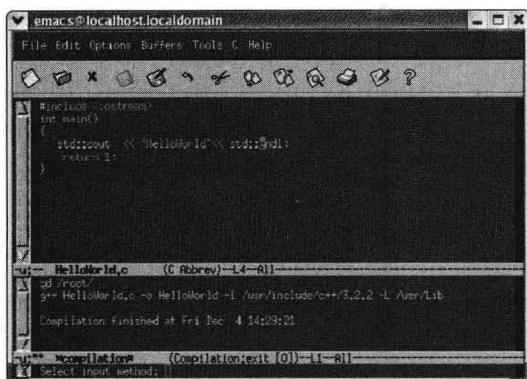 emacs@localhost.localdomain
File Edit Options Buffers Tools C Help
#include <iostream>
int main()
{
std::cout << "HelloWorld"<< std::endl;
return 1;
}
-u:-- HelloWorld.c (C Abbrev)--L4--All
cd /root/
g++ HelloWorld.c -o HelloWorld -i /usr/include/c++/3.2.2 -L /usr/Lib
Compilation finished at Fri Dec 4 14:29:21
-u:** *compilation* (Compilation:exit [0])--L1--All
Select input method: